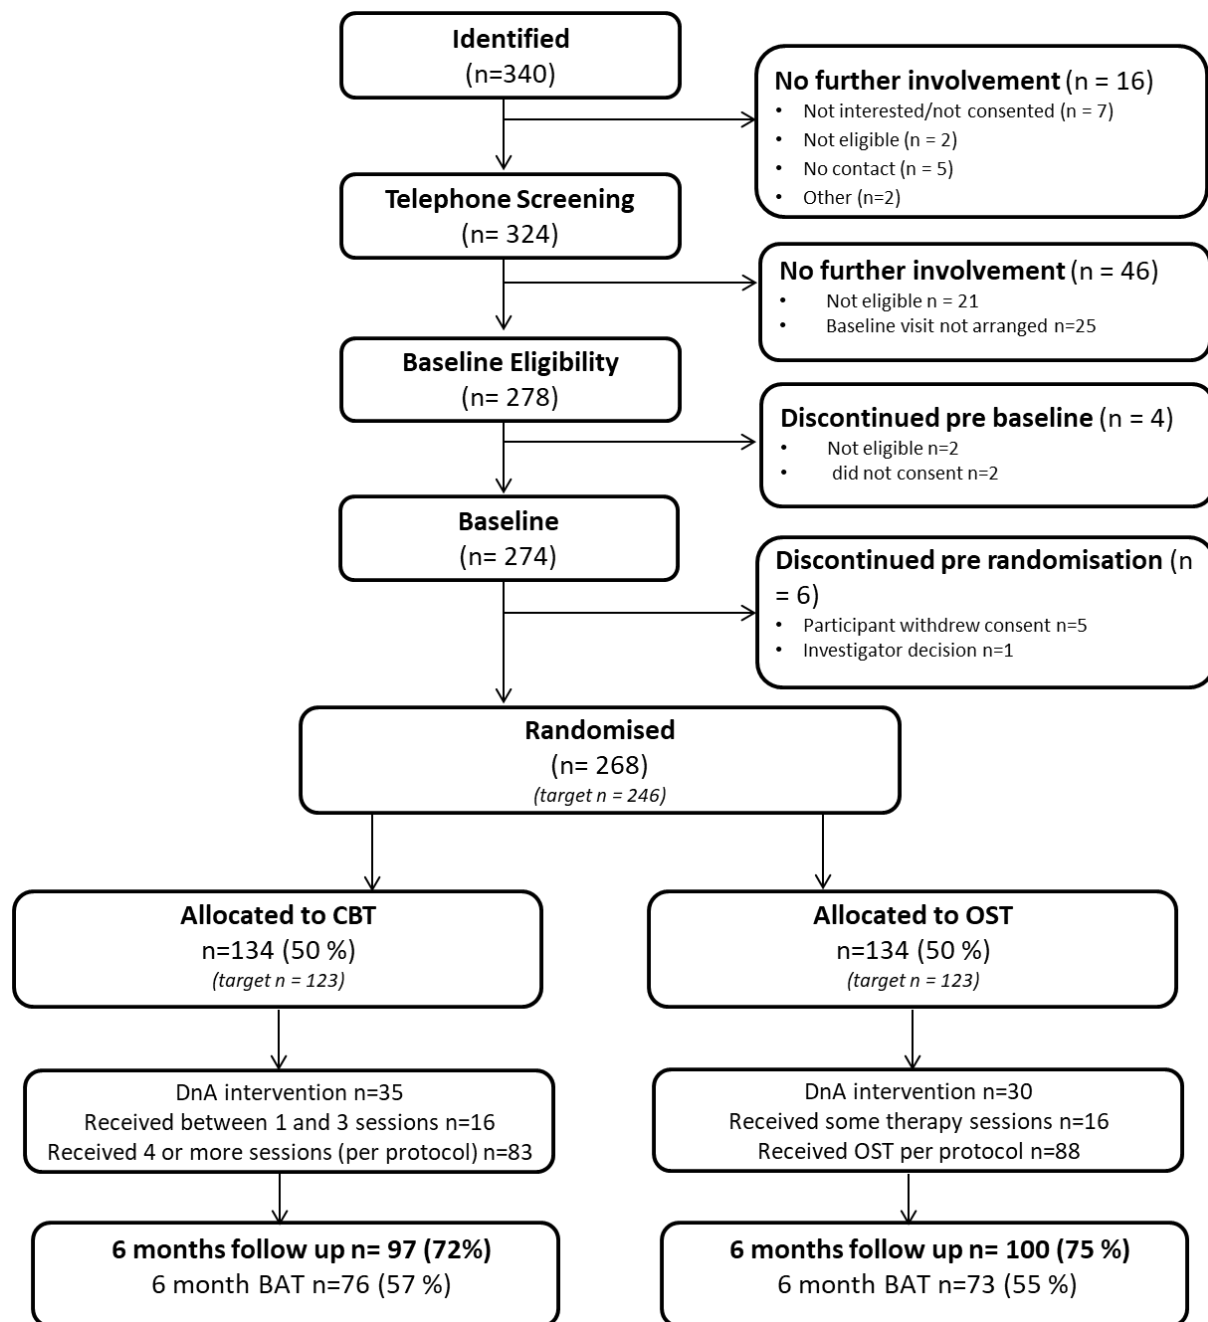 Identified
(n=340)
No further involvement (n = 16)
• Not interested/not consented (n = 7)
• Not eligible (n = 2)
• No contact (n = 5)
• Other (n=2)
Telephone Screening
(n= 324)
No further involvement (n = 46)
• Not eligible n = 21
• Baseline visit not arranged n=25
Baseline Eligibility
(n= 278)
Discontinued pre baseline (n = 4)
• Not eligible n=2
• did not consent n=2
Baseline
(n= 274)
Discontinued pre randomisation (n
= 6)
• Participant withdrew consent n=5
• Investigator decision n=1
Randomised
(n= 268)
(target n = 246)
Allocated to CBT
n=134 (50 %)
(target n = 123)
Allocated to OST
n=134 (50 %)
(target n = 123)
DnA intervention n=35
Received between 1 and 3 sessions n=16
Received 4 or more sessions (per protocol) n=83
DnA intervention n=30
Received some therapy sessions n=16
Received OST per protocol n=88
6 months follow up n= 97 (72%)
6 month BAT n=76 (57 %)
6 months follow up n= 100 (75 %)
6 month BAT n=73 (55 %)